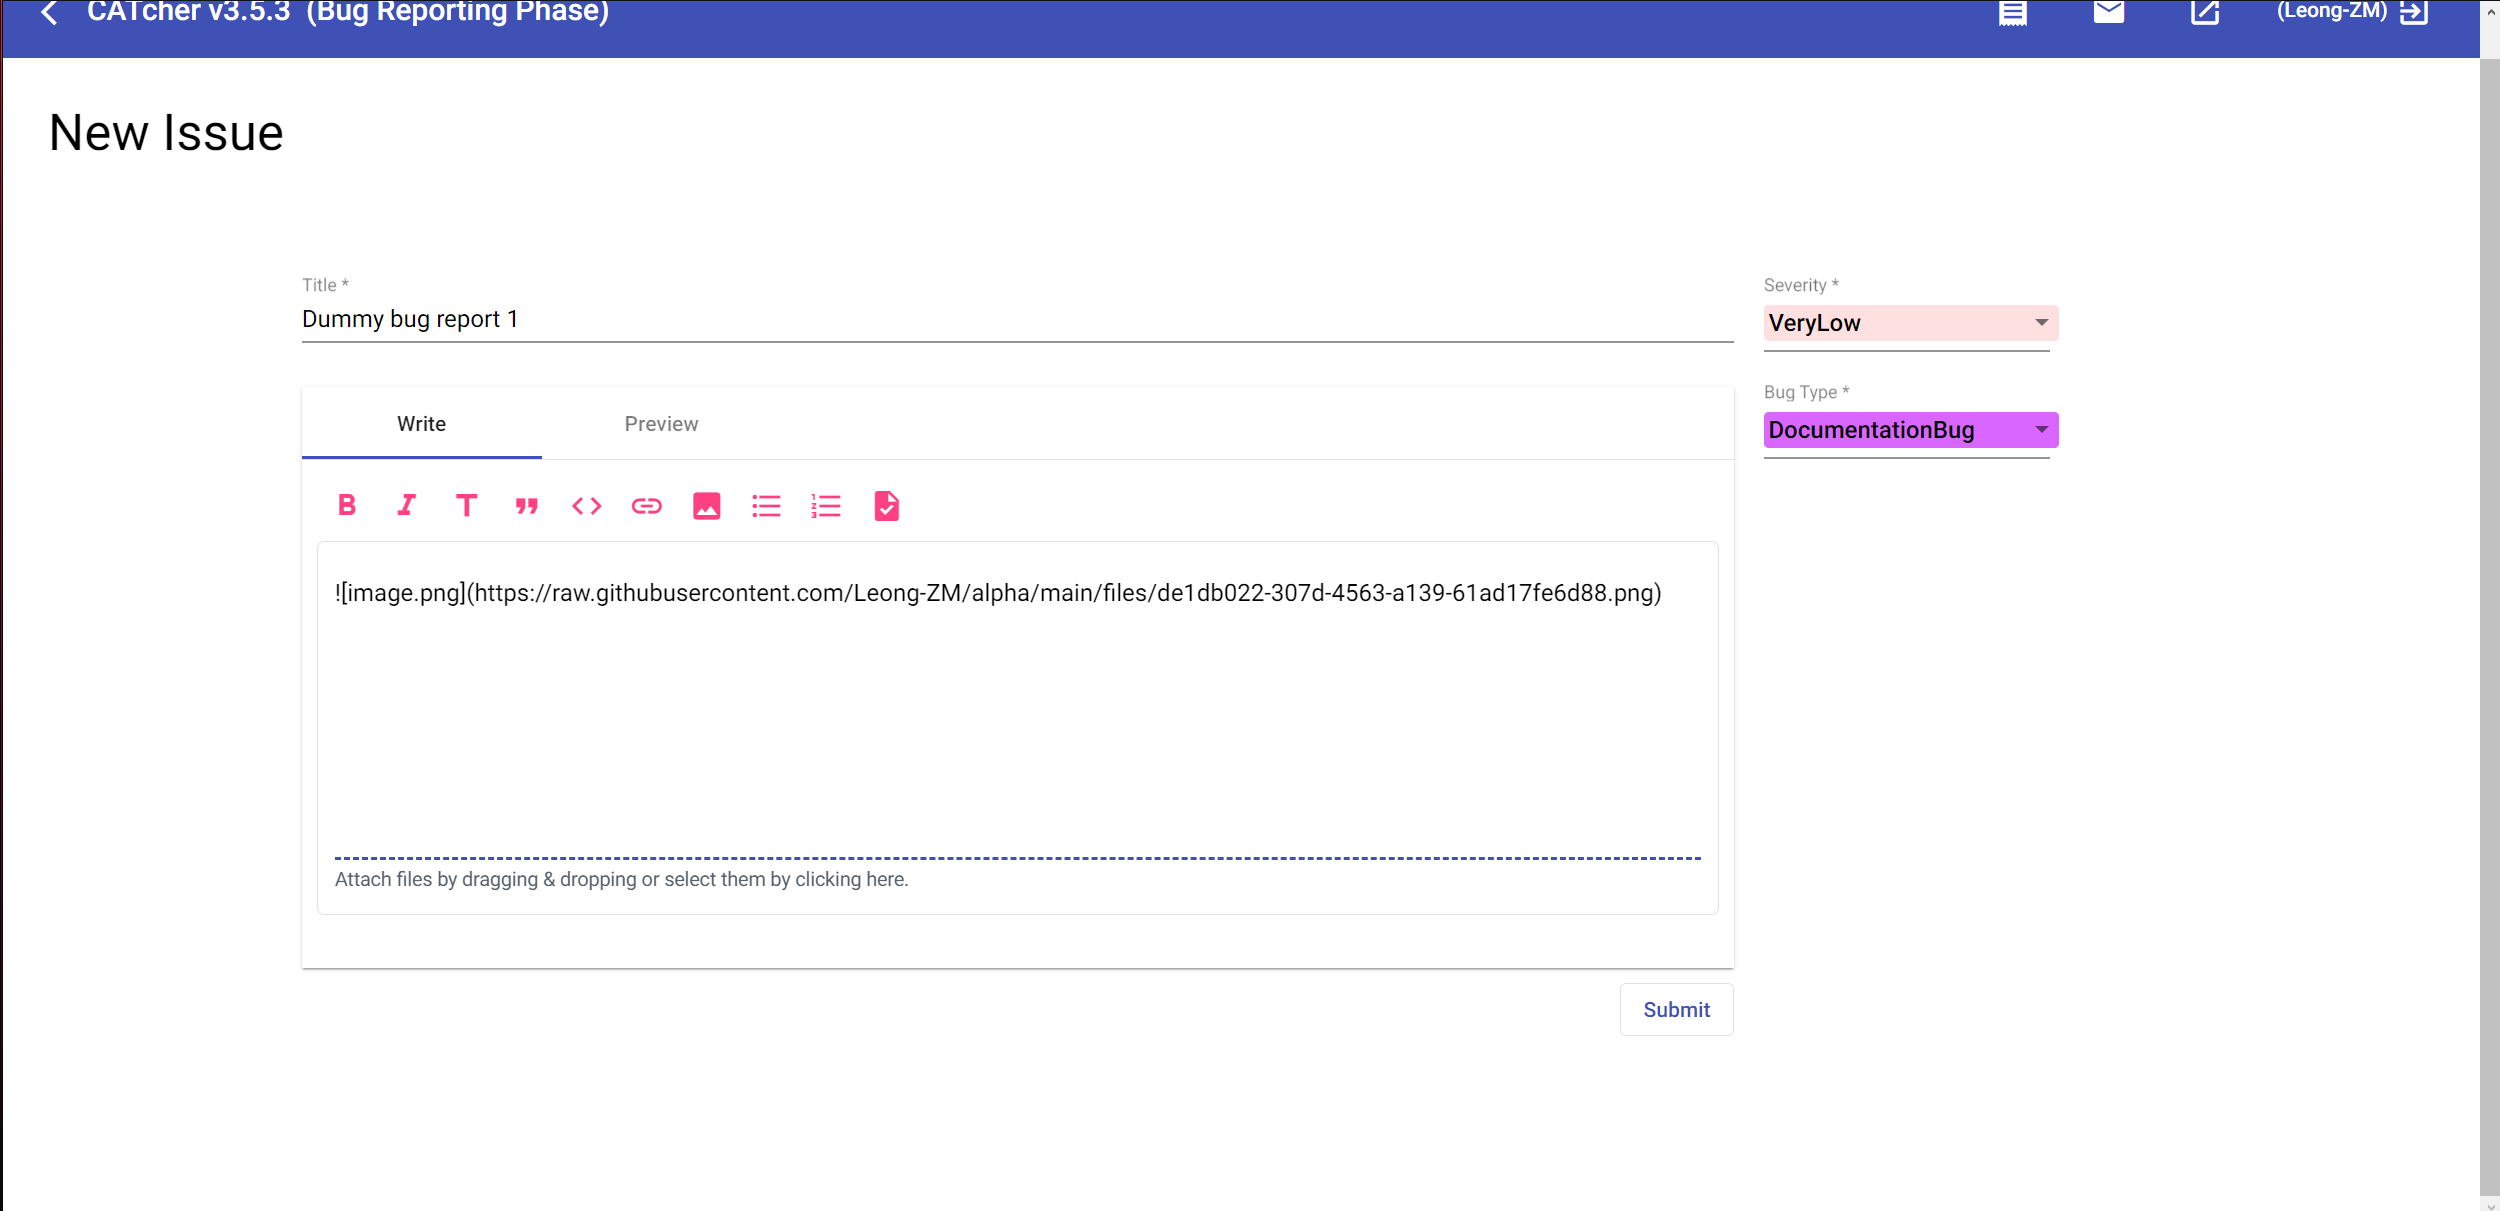 CATcher v3.5.3 (Bug Reporting Phase)
(Leong-ZM)
New Issue
Title *
Dummy bug report 1
Severity *
VeryLow
Bug Type *
DocumentationBug
Write
Preview
![image.png](https://raw.githubusercontent.com/Leong-ZM/alpha/main/files/de1db022-307d-4563-a139-61ad17fe6d88.png)
Attach files by dragging & dropping or select them by clicking here.
Submit